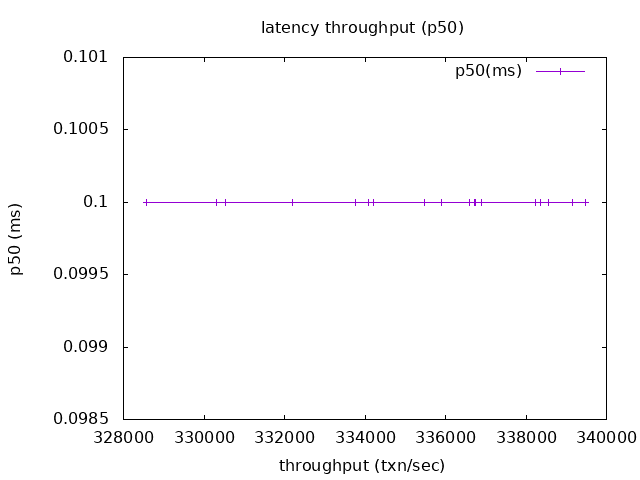 latency throughput (p50)
p50(ms)
0.101
0.1005
0.1
0.0995
0.099
0.0985
p50 (ms)
328000 330000 332000 334000 336000 338000 340000
throughput (txn/sec)